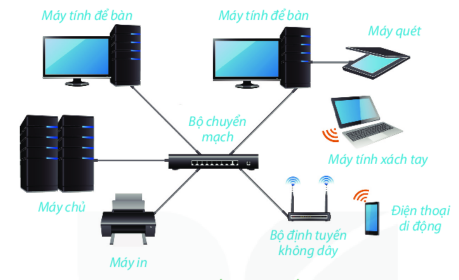 Máy tính để bàn
Máy tính để bàn
Máy quét
Bộ chuyển
mạch
Máy tính xách tay
Máy chủ
Điện thoại
di động
Bộ định tuyến
không dây
Máy in